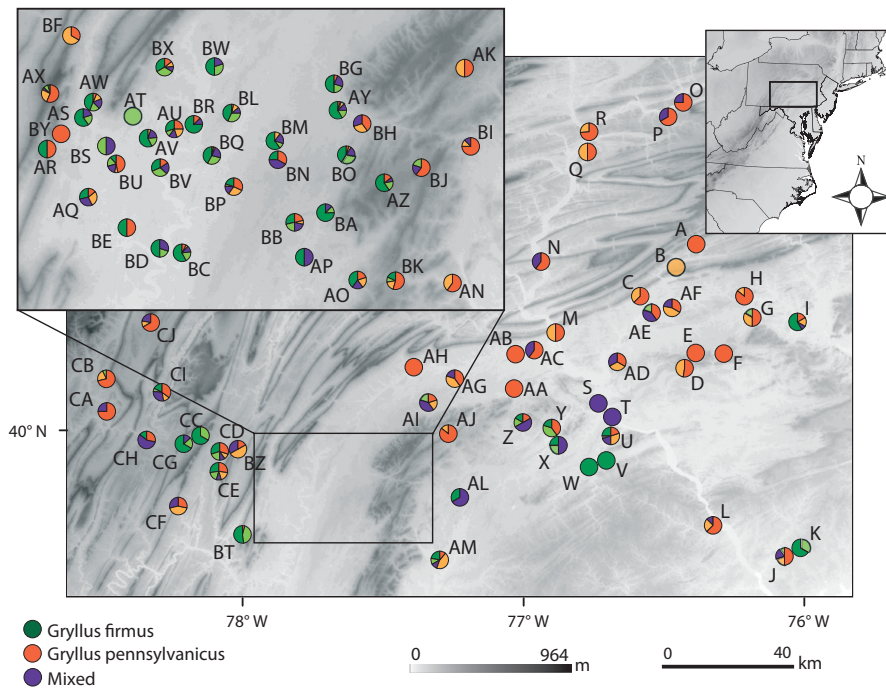 BF
BX
BW
BG
AK
AX
AW
AS
AT
AU
BR
BL
AY
BH
BI
BY
AR
BS
AV
BQ
BM
BN
BO
BJ
BU
BV
BP
AZ
AQ
BE
BB
BA
BD
BC
AP
AO
BK
AN
O
P
R
Q
N
A
B
C
AF
AE
H
G
I
M
AB
AC
E
F
D
AD
AH
AG
AI
AA
AJ
S
T
U
V
W
X
Y
Z
AL
AM
L
K
J
CJ
CB
CA
CI
CC
CD
CH
CG
BZ
CE
CF
BT
N
40° N
78° W
77° W
76° W
Gryllus firmus
Gryllus pennsylvanicus
Mixed
0 964 m
0 40 km